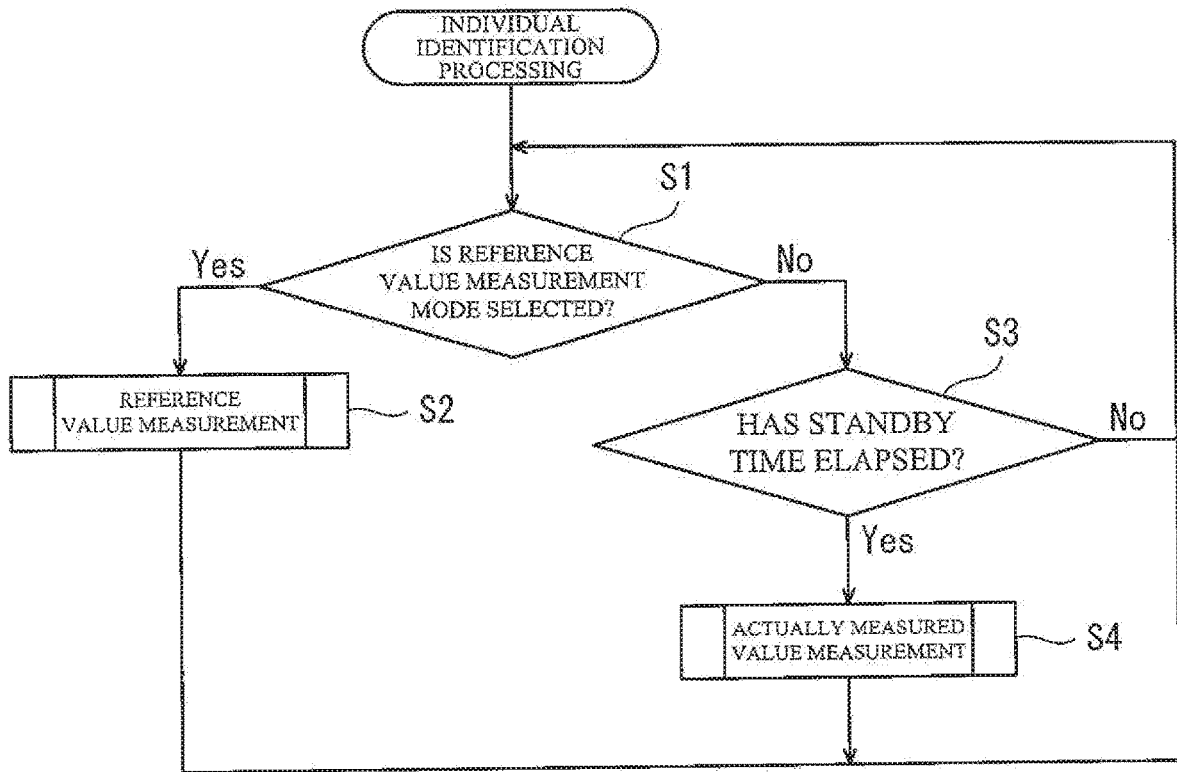 INDIVIDUAL
IDENTIFICATION
PROCESSING
S1
IS REFERENCE
VALUE MEASUREMENT
MODE SELECTED?
Yes
No
S3
REFERENCE
VALUE MEASUREMENT
S2
HAS STANDBY
TIME ELAPSED?
No
Yes
ACTUALLY MEASURED
VALUE MEASUREMENT
S4